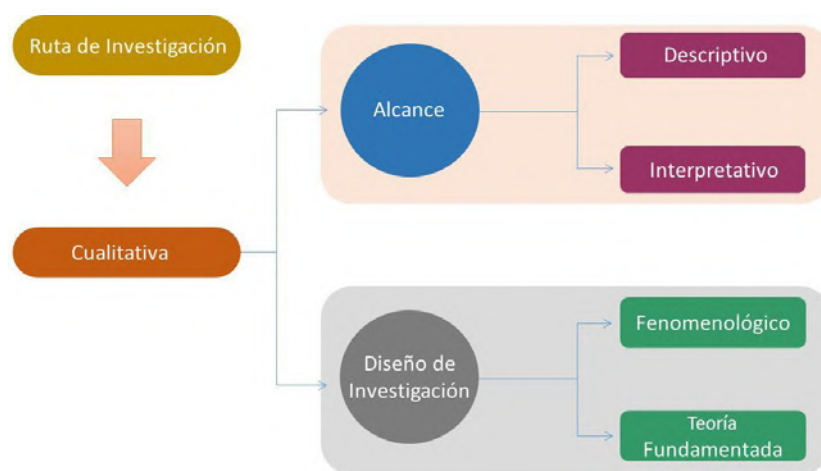 Ruta de Investigación
Cualitativa
Alcance
Descriptivo
Interpretativo
Diseño de
Investigación
Fenomenológico
Teoría
Fundamentada